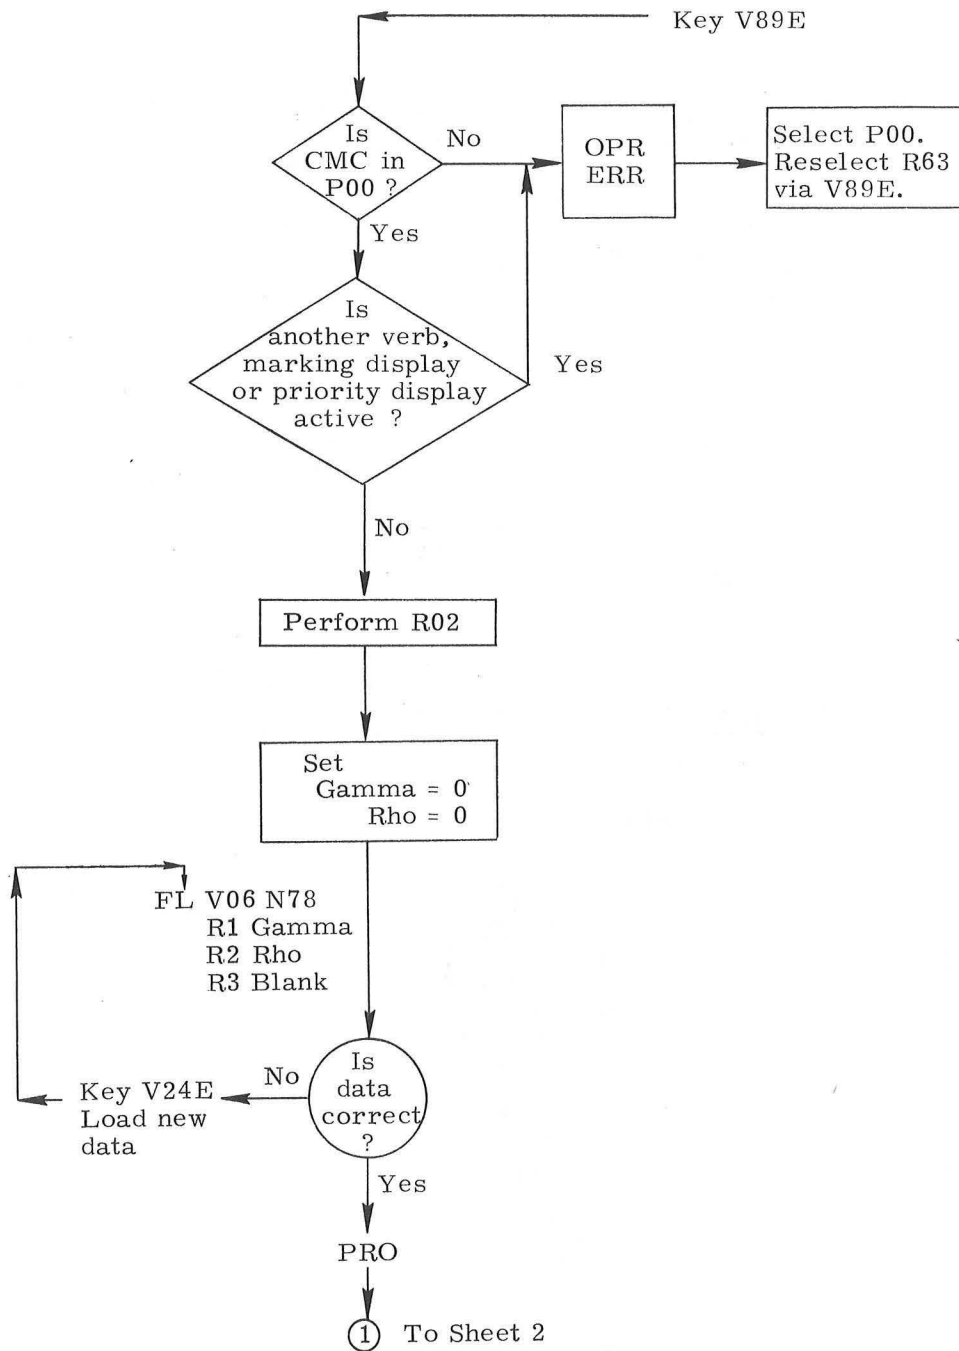 Key V89E
Is
CMC in
P00 ?
No
OPR
ERR
Select P00.
Reselect R63
via V89E.
Yes
Is
another verb,
marking display
or priority display
active ?
Yes
No
Perform R02
Set
Gamma = 0
Rho = 0
FL V06 N78
R1 Gamma
R2 Rho
R3 Blank
Is
data
correct
?
No
Key V24E
Load new
data
Yes
PRO
1 To Sheet 2